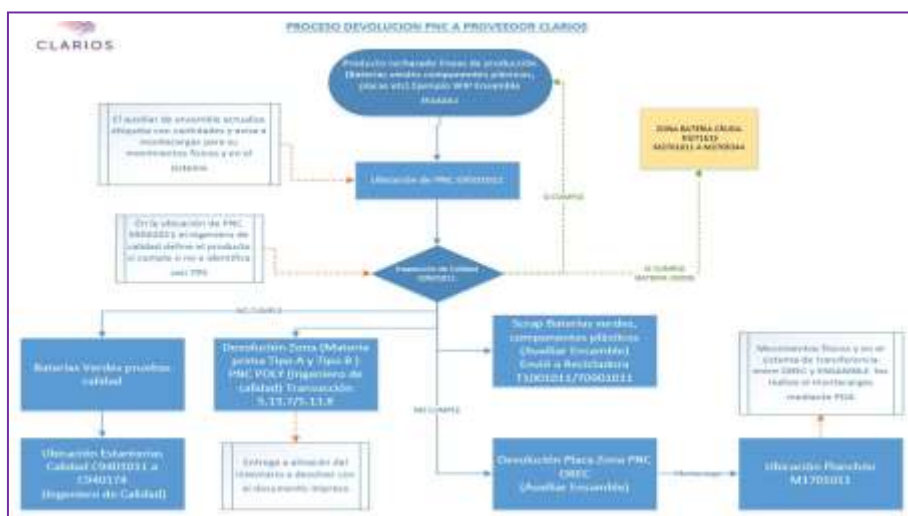 CLARIOS
PROCESO DEVOLUCION PNC A PROVEEDOR CLARIOS
Producto rechazado líneas de producción
(Baterías verdes componentes plásticos,
placas etc) Ejemplo WIP Ensamble
El auxiliar de ensamble actualiza
etiqueta con cantidades y avisa a
montacargas para su
movimientos físicos y en el
sistema
ZONA BATERIA CRUDA
Ubicación de PNC
SI CUMPLE
En la ubicación de PNC
el ingeniero de
calidad define el producto
si cumple o no e identifica
con
Inspección de Calidad
SI CUMPLE
NO CUMPLE
Baterías Verdes pruebas
calidad
Devolución Zona (Materia
prima Tipo A y Tipo B )
PNC POLY (Ingeniero de
calidad) Transacción
Scrap Baterías verdes,
componentes plásticos
(Auxiliar Ensamble)
Envió a Recicladora
Movimientos físicos y en el
sistema de transferencia
entre OREC y ENSAMBLE los
realiza el montacargas
mediante PDA
NO CUMPLE
Ubicación Estanterías
Calidad C9401011 a
(Ingeniero de Calidad)
Entrega a almacén del
inventario a devolver con
el documento impreso
Devolución Placa Zona PNC
OREC
(Auxiliar Ensamble)
Montacargas
Ubicación Planchón
M1701011